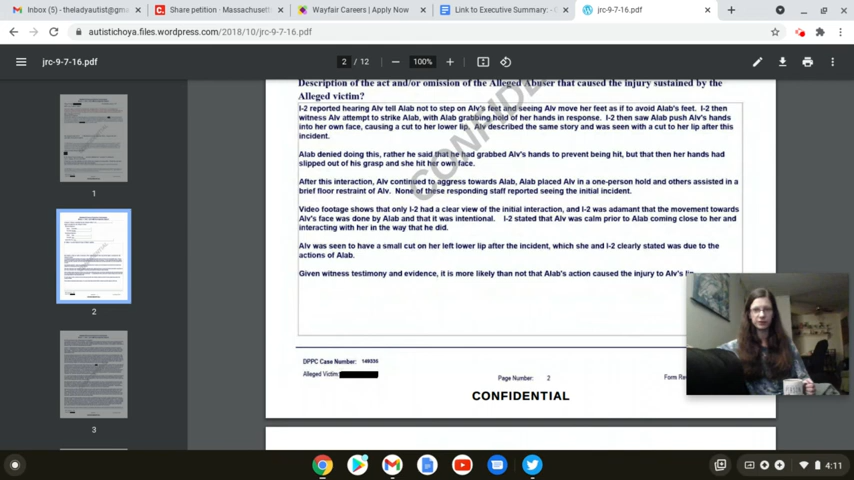 Inbox (50) - theladyautist@gma
Share petition · Massachuset
Wayfair Careers | Apply Now
Link to Executive Summary: -
jrc-9-7-16.pdf
autistichoya.files.wordpress.com/2018/10/jrc-9-7-16.pdf
jrc-9-7-16.pdf
2 / 12
100%
Description of the act and/or omission of the Alleged Abuser that caused the injury sustained by the
Alleged victim?
I-2 reported hearing Alv tell Alab not to step on Alv's feet and seeing Alv move her feet as if to avoid Alab's feet. I-2 then
witness Alv attempt to strike Alab, with Alab grabbing hold of her hands in response. I-2 then saw Alab push Alv's hands
into her own face, causing a cut to her lower lip. Alv described the same story and was seen with a cut to her lip after this
incident.
Alab denied doing this, rather he said that he had grabbed Alv's hands to prevent being hit, but that then her hands had
slipped out of his grasp and she hit her own face.
After this interaction, Alv continued to aggress towards Alab, Alab placed Alv in a one-person hold and others assisted in a
brief floor restraint of Alv. None of these responding staff reported seeing the initial incident.
Video footage shows that only I-2 had a clear view of the initial interaction, and I-2 was adamant that the movement towards
Alv's face was done by Alab and that it was intentional. I-2 stated that Alv was calm prior to Alab coming close to her and
interacting with her in the way that he did.
Alv was seen to have a small cut on her left lower lip after the incident, which she and I-2 clearly stated was due to the
actions of Alab.
Given witness testimony and evidence, it is more likely than not that Alab's action caused the injury to Alv's lip
CONFIDE
DPPC Case Number: 149336
Alleged Victim:
Page Number: 2
Form Re
CONFIDENTIAL
1
2
3
4:11